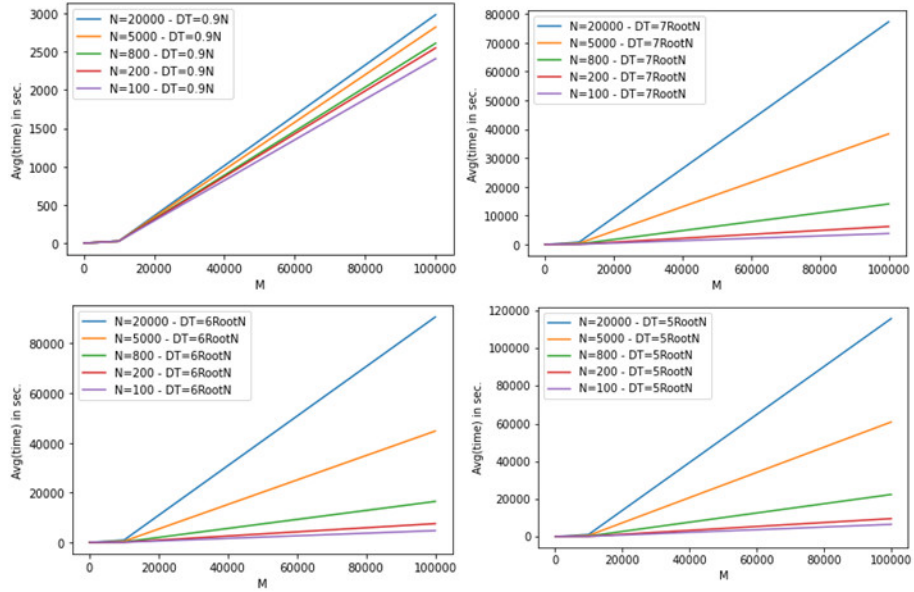 3000
2500
2000
1500
1000
500
0
Avg(time) in sec.
N=20000 - DT=0.9N
N=5000 - DT=0.9N
N=800 - DT=0.9N
N=200 - DT=0.9N
N=100 - DT=0.9N
0 20000 40000 60000 80000 100000
M
80000
70000
60000
50000
40000
30000
20000
10000
0
Avg(time) in sec.
N=20000 - DT=7RootN
N=5000 - DT=7RootN
N=800 - DT=7RootN
N=200 - DT=7RootN
N=100 - DT=7RootN
0 20000 40000 60000 80000 100000
M
80000
60000
40000
20000
0
Avg(time) in sec.
N=20000 - DT=6RootN
N=5000 - DT=6RootN
N=800 - DT=6RootN
N=200 - DT=6RootN
N=100 - DT=6RootN
0 20000 40000 60000 80000 100000
M
120000
100000
80000
60000
40000
20000
0
Avg(time) in sec.
N=20000 - DT=5RootN
N=5000 - DT=5RootN
N=800 - DT=5RootN
N=200 - DT=5RootN
N=100 - DT=5RootN
0 20000 40000 60000 80000 100000
M